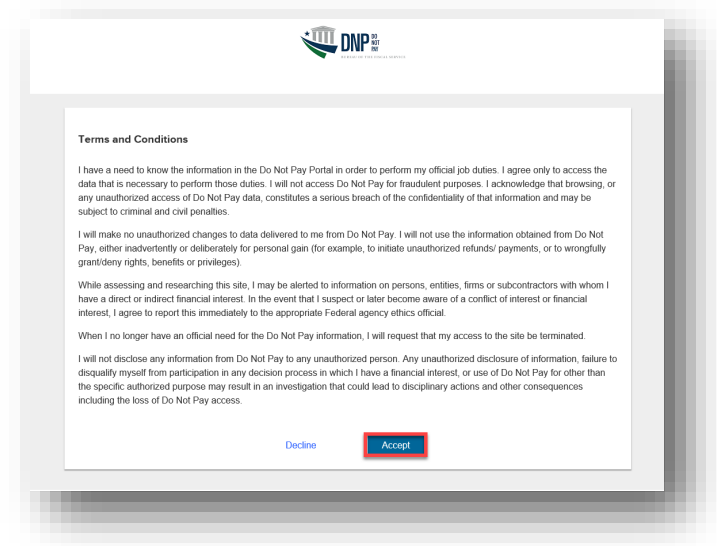 DNP DO NOT PAY
BUREAU OF THE FISCAL SERVICE
Terms and Conditions
I have a need to know the information in the Do Not Pay Portal in order to perform my official job duties. I agree only to access the
data that is necessary to perform those duties. I will not access Do Not Pay for fraudulent purposes. I acknowledge that browsing, or
any unauthorized access of Do Not Pay data, constitutes a serious breach of the confidentiality of that information and may be
subject to criminal and civil penalties.
I will make no unauthorized changes to data delivered to me from Do Not Pay. I will not use the information obtained from Do Not
Pay, either inadvertently or deliberately for personal gain (for example, to initiate unauthorized refunds/ payments, or to wrongfully
grant/deny rights, benefits or privileges).
While assessing and researching this site, I may be alerted to information on persons, entities, firms or subcontractors with whom I
have a direct or indirect financial interest. In the event that I suspect or later become aware of a conflict of interest or financial
interest, I agree to report this immediately to the appropriate Federal agency ethics official.
When I no longer have an official need for the Do Not Pay information, I will request that my access to the site be terminated.
I will not disclose any information from Do Not Pay to any unauthorized person. Any unauthorized disclosure of information, failure to
disqualify myself from participation in any decision process in which I have a financial interest, or use of Do Not Pay for other than
the specific authorized purpose may result in an investigation that could lead to disciplinary actions and other consequences
including the loss of Do Not Pay access.
Decline Accept